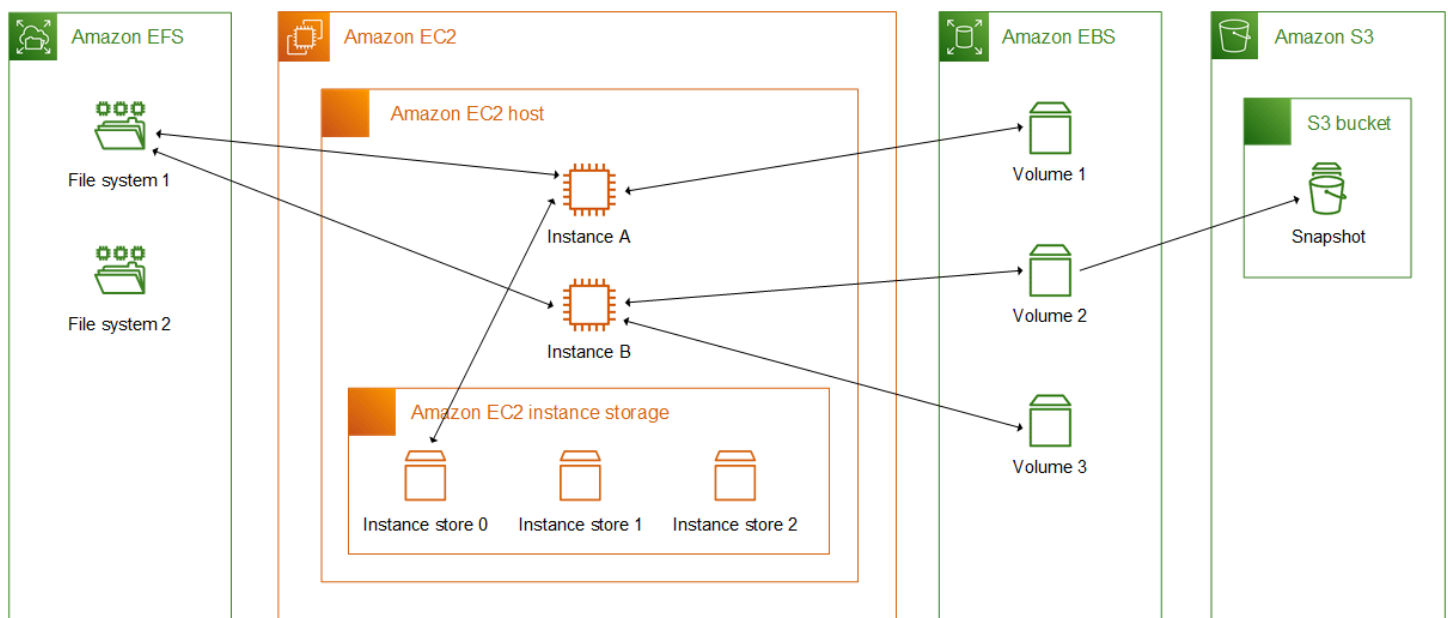 Amazon EFS
File system 1
File system 2
Amazon EC2
Amazon EC2 host
Instance A
Instance B
Amazon EC2 instance storage
Instance store 0
Instance store 1
Instance store 2
Amazon EBS
Volume 1
Volume 2
Volume 3
Amazon S3
S3 bucket
Snapshot